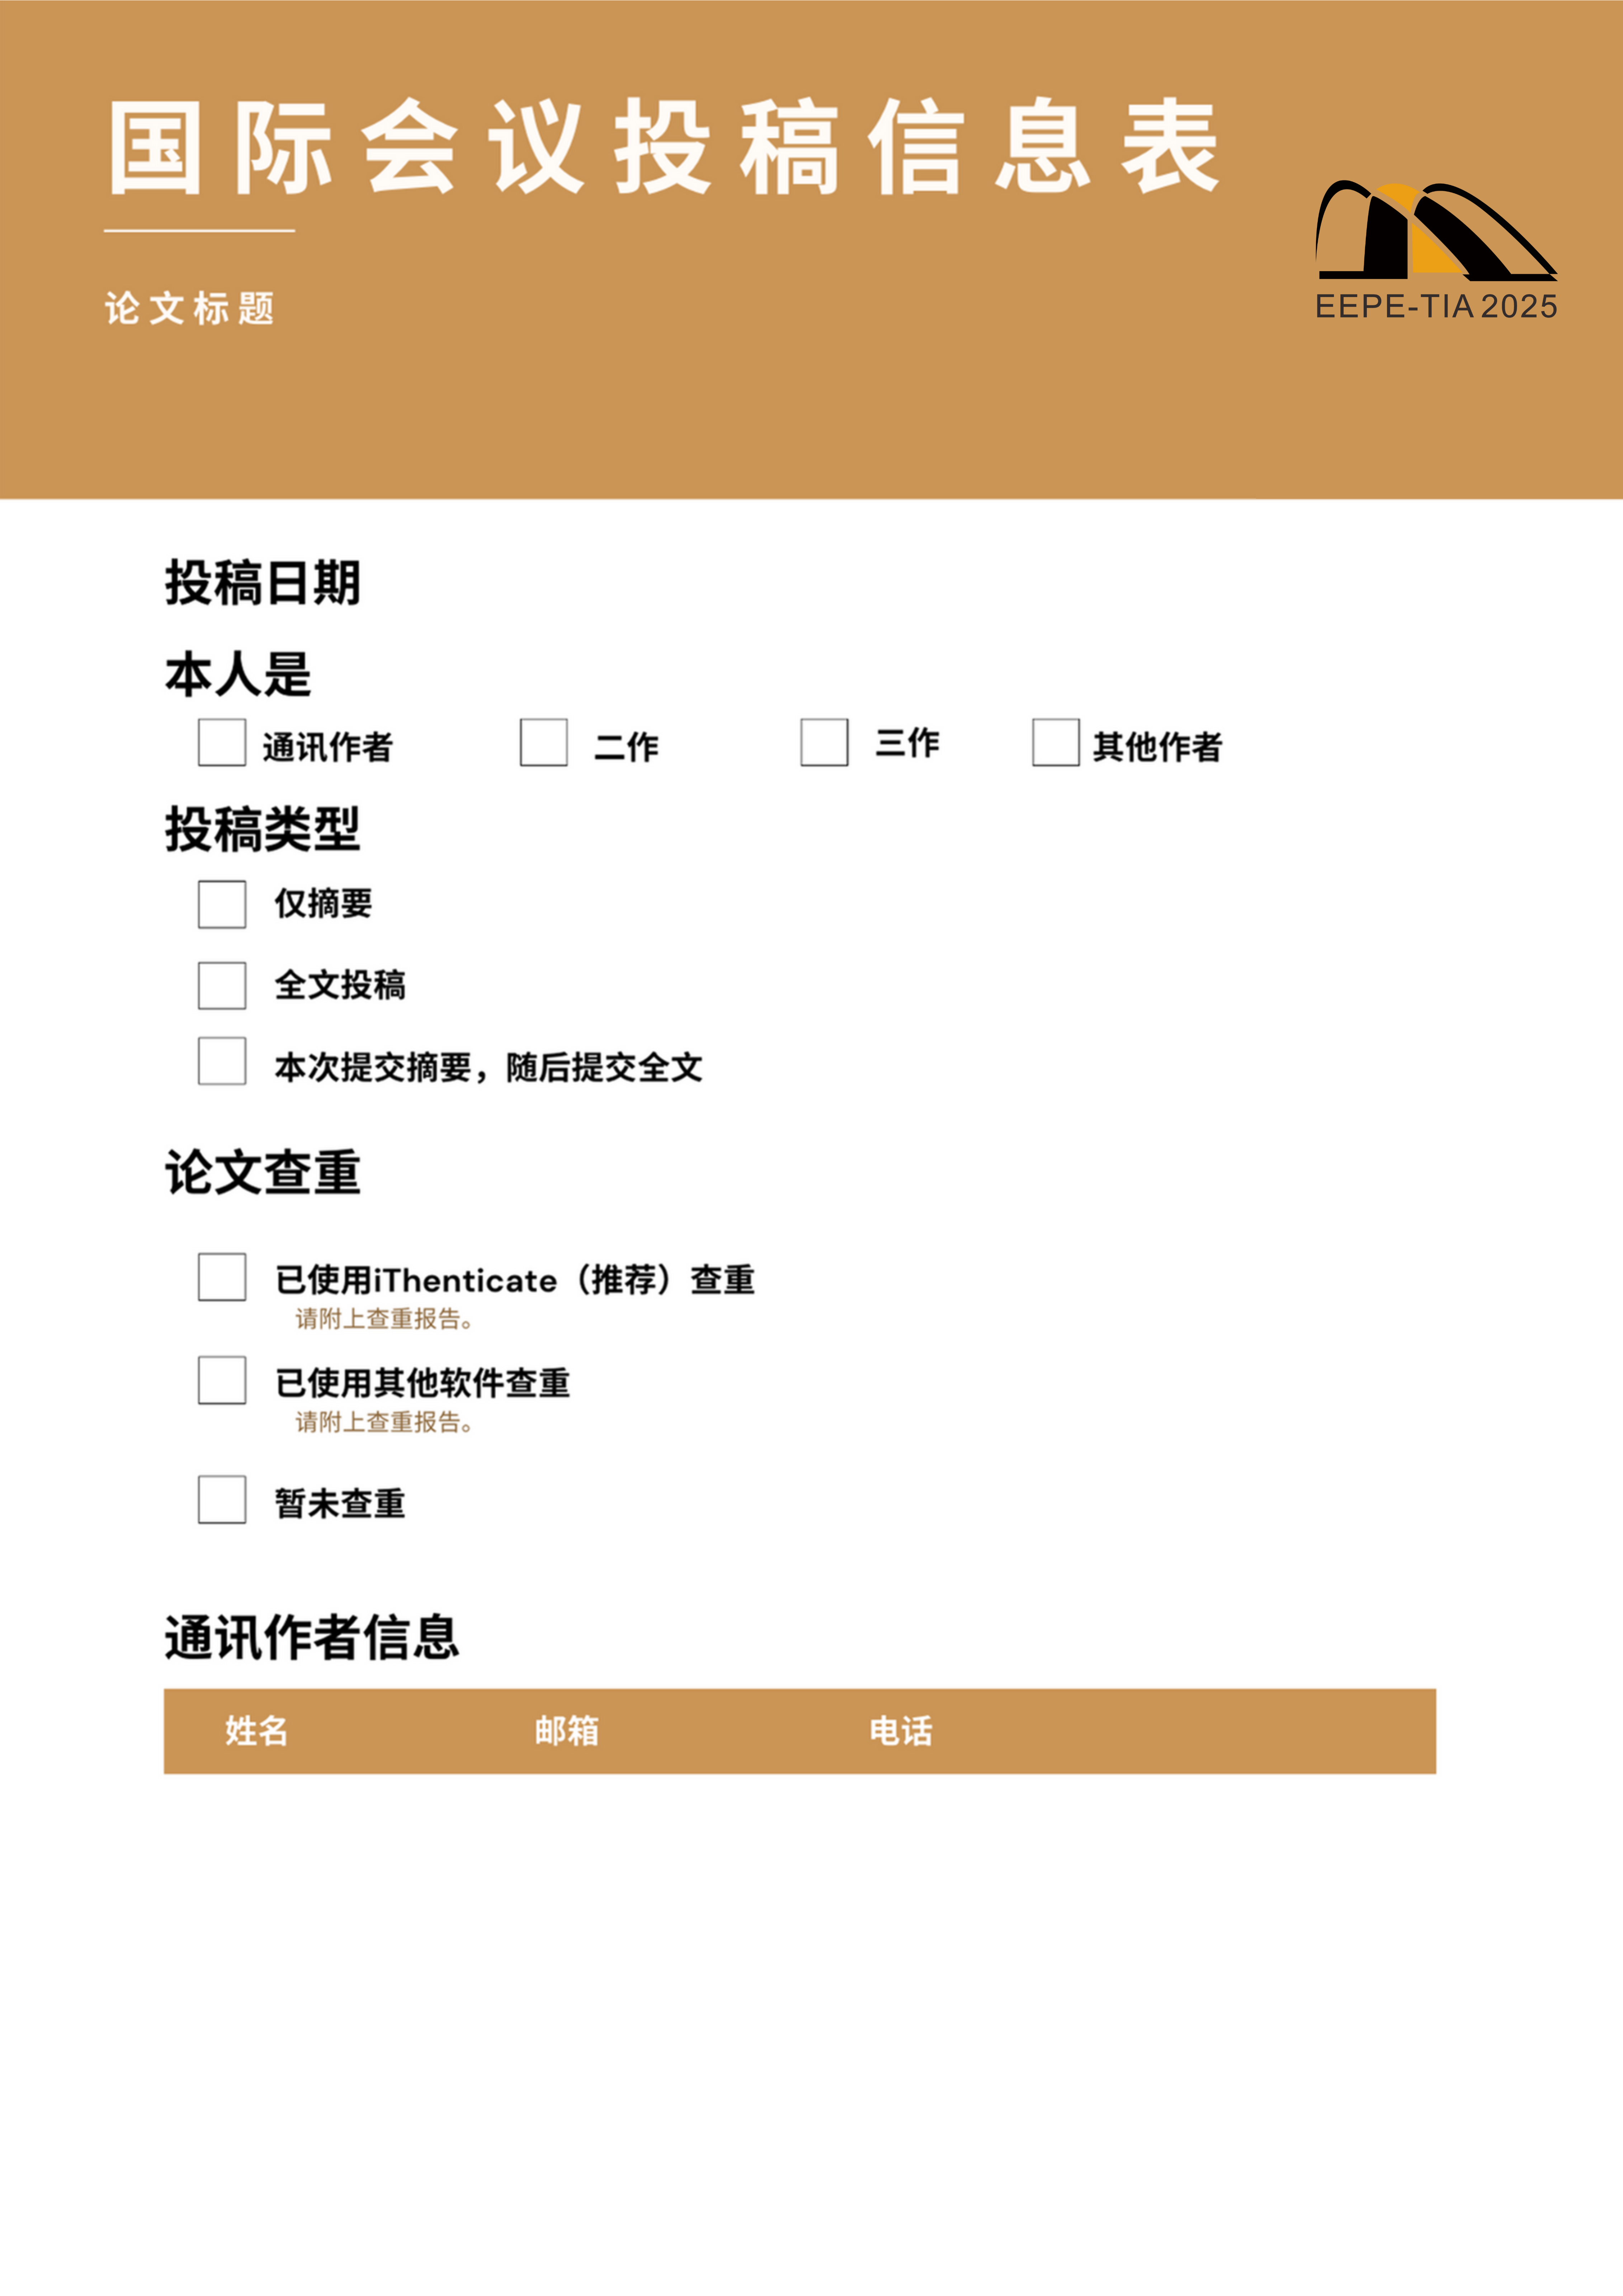 国际会议投稿信息表
EEPE-TIA 2025
论文标题
投稿日期
本人是
通讯作者 二作 三作 其他作者
投稿类型
仅摘要
全文投稿
本次提交摘要，随后提交全文
论文查重
已使用iThenticate（推荐）查重
请附上查重报告。
已使用其他软件查重
请附上查重报告。
暂未查重
通讯作者信息
姓名 邮箱 电话